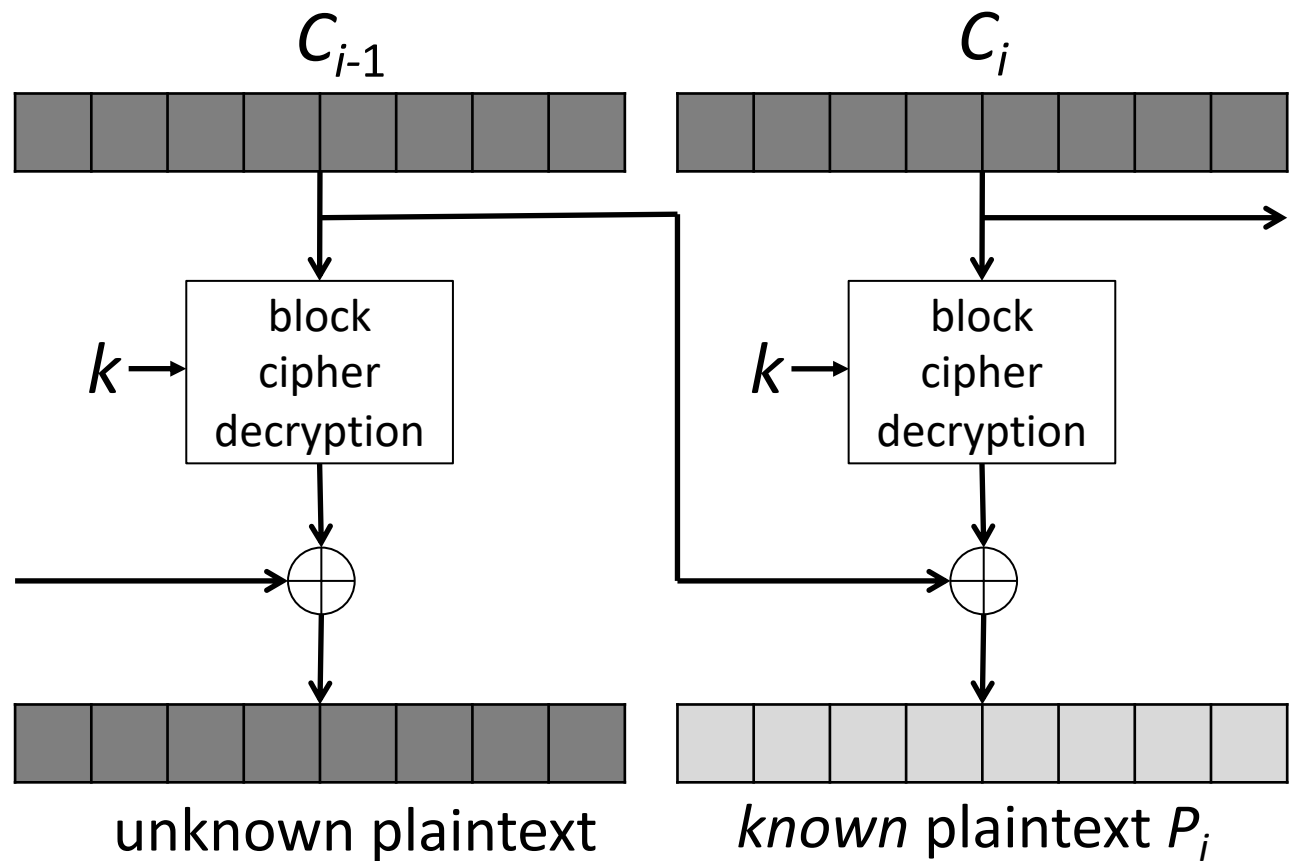 C_{i-1}
C_i
k
block
cipher
decryption
k
block
cipher
decryption
unknown plaintext
known plaintext P_i